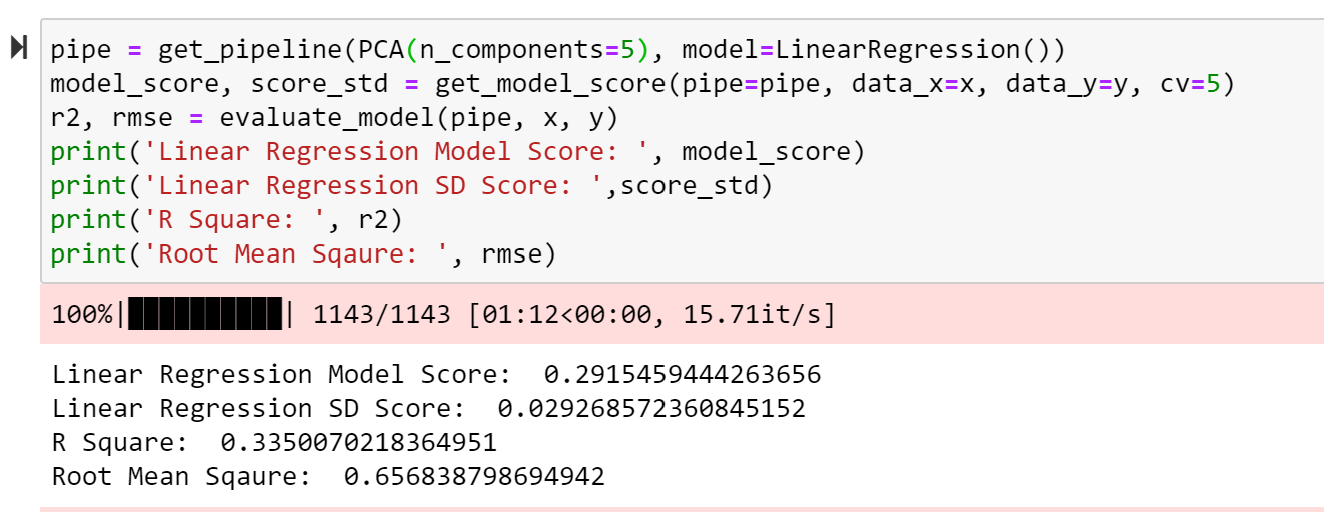 pipe = get_pipeline(PCA(n_components=5), model=LinearRegression())
model_score, score_std = get_model_score(pipe=pipe, data_x=x, data_y=y, cv=5)
r2, rmse = evaluate_model(pipe, x, y)
print('Linear Regression Model Score: ', model_score)
print('Linear Regression SD Score: ',score_std)
print('R Square: ', r2)
print('Root Mean Sqaure: ', rmse)
100%|██████████| 1143/1143 [01:12<00:00, 15.71it/s]
Linear Regression Model Score:  0.2915459444263656
Linear Regression SD Score:  0.029268572360845152
R Square:  0.3350070218364951
Root Mean Sqaure:  0.656838798694942